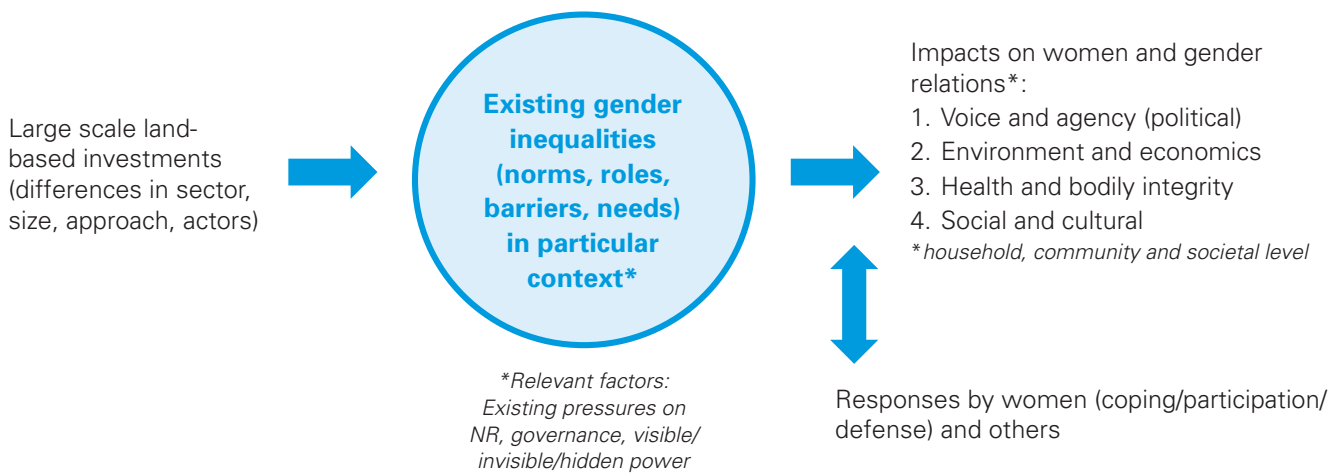 Large scale land-
based investments
(differences in sector,
size, approach, actors)
Existing gender
inequalities
(norms, roles,
barriers, needs)
in particular
context*
*Relevant factors:
Existing pressures on
NR, governance, visible/
invisible/hidden power
Impacts on women and gender
relations*:
1. Voice and agency (political)
2. Environment and economics
3. Health and bodily integrity
4. Social and cultural
*household, community and societal level
Responses by women (coping/participation/
defense) and others